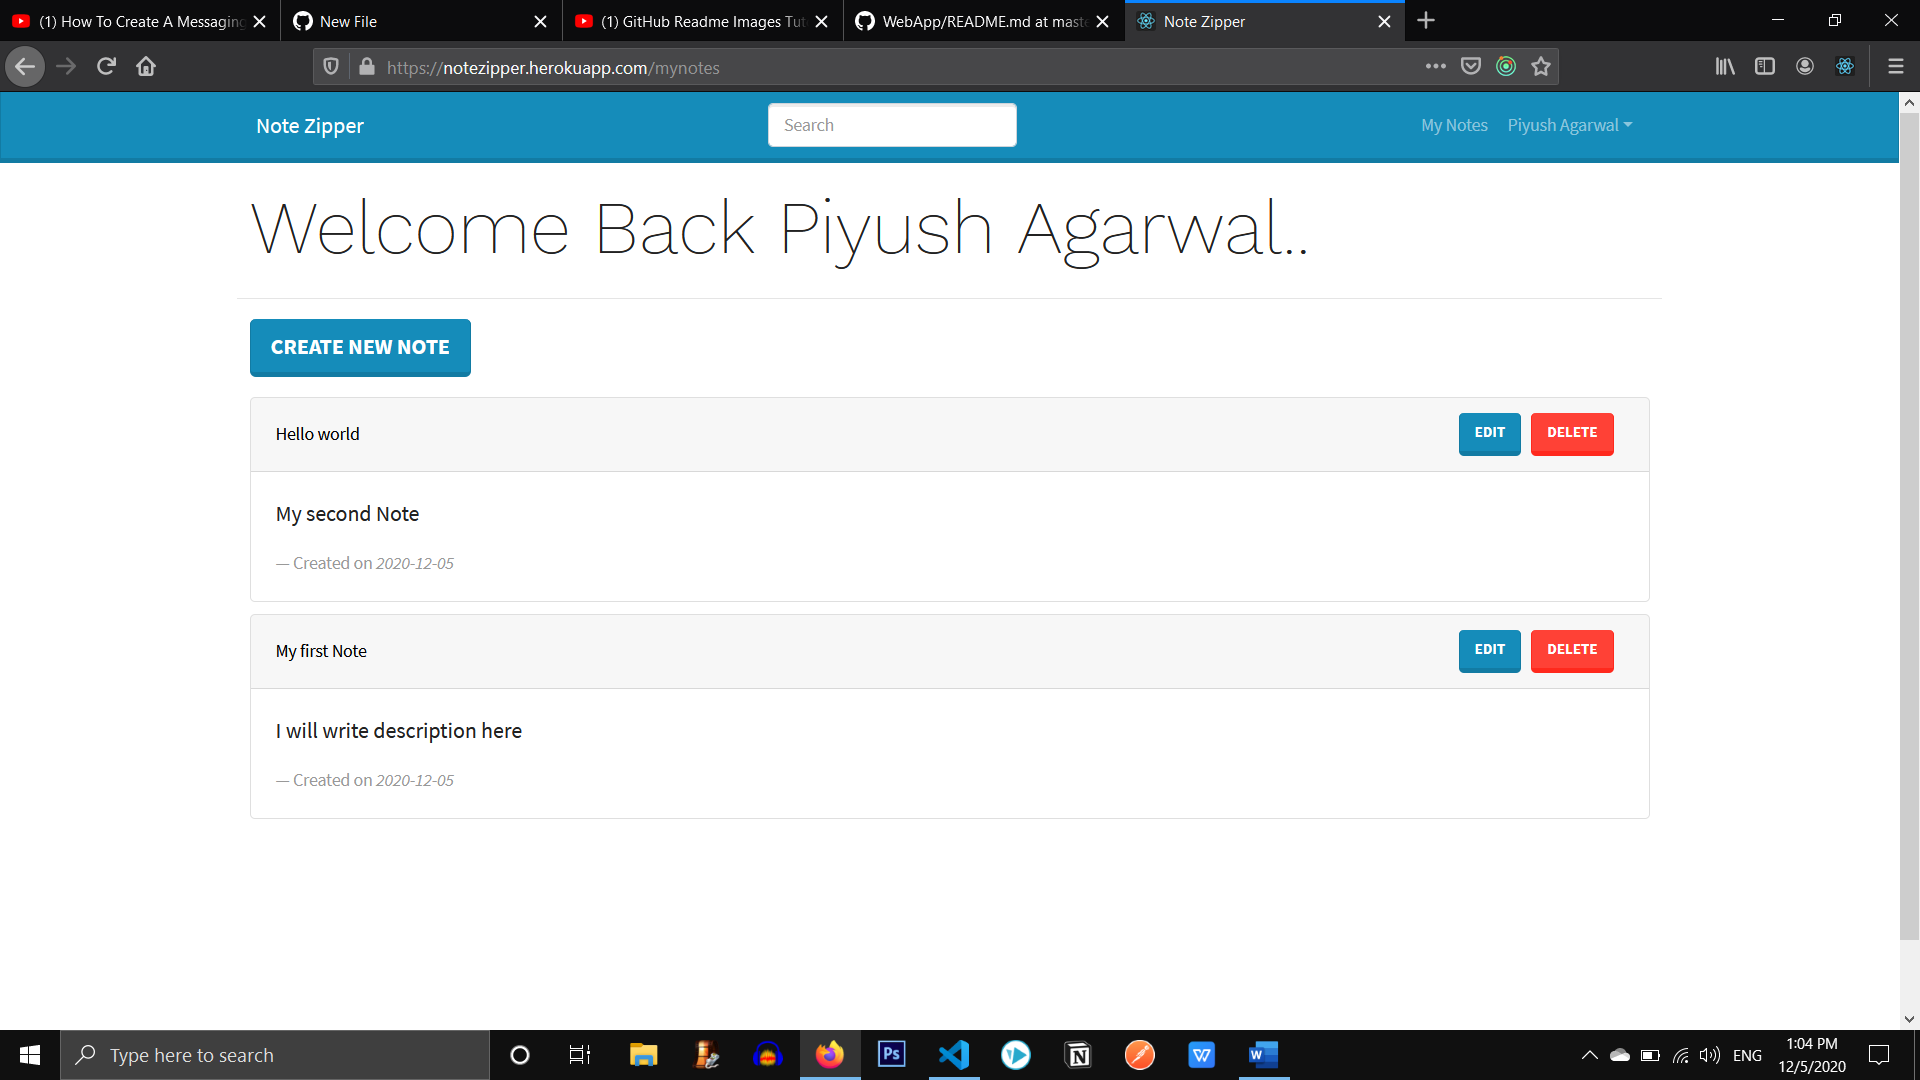 (1) How To Create A Messaging
New File
(1) GitHub Readme Images Tut
WebApp/README.md at maste
Note Zipper
https://notezipper.herokuapp.com/mynotes
Note Zipper
Search
My Notes
Piyush Agarwal
Welcome Back Piyush Agarwal..
CREATE NEW NOTE
Hello world
EDIT
DELETE
My second Note
— Created on 2020-12-05
My first Note
EDIT
DELETE
I will write description here
— Created on 2020-12-05
Type here to search
Ps
N
W
W
ENG
1:04 PM
12/5/2020